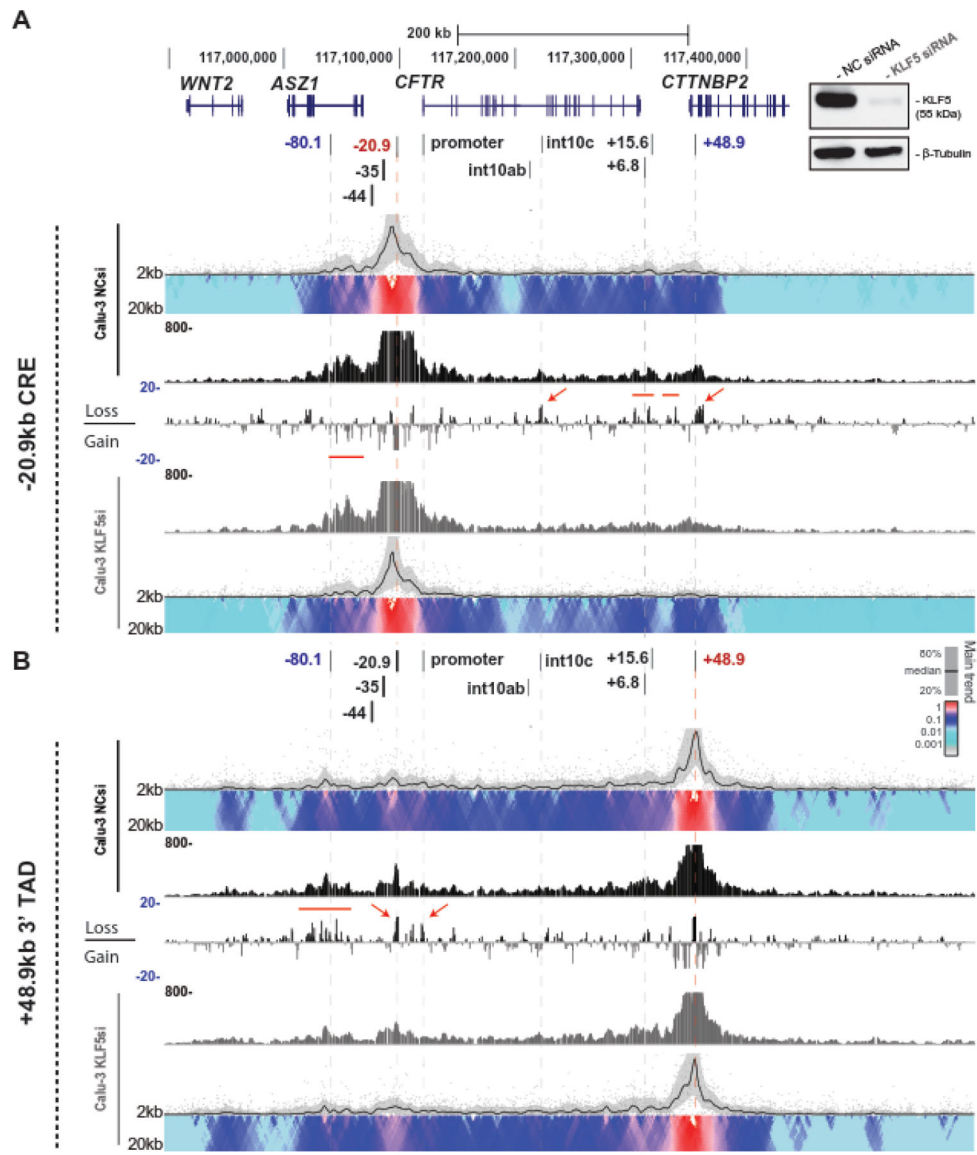 A
200 kb
117,000,000 117,100,000 117,200,000 117,300,000 117,400,000
WNT2 ASZ1 CFTR CTTNBP2
- NC siRNA
- KLF5 siRNA
- KLF5
(55 kDa)
- β-Tubulin
-80.1 -20.9 promoter int10c +15.6 +48.9
-35 int10ab +6.8
-44
-20.9kb CRE
Calu-3 NCsi
2kb
20kb
800-
20-
Loss
Gain
-20-
Calu-3 KLF5si
800-
2kb
20kb
B
-80.1 -20.9 promoter int10c +15.6 +48.9
-35 int10ab +6.8
-44
80%
median
20%
Main trend
1
0.1
0.01
0.001
+48.9kb 3' TAD
Calu-3 NCsi
2kb
20kb
800-
20-
Loss
Gain
-20-
Calu-3 KLF5si
800-
2kb
20kb